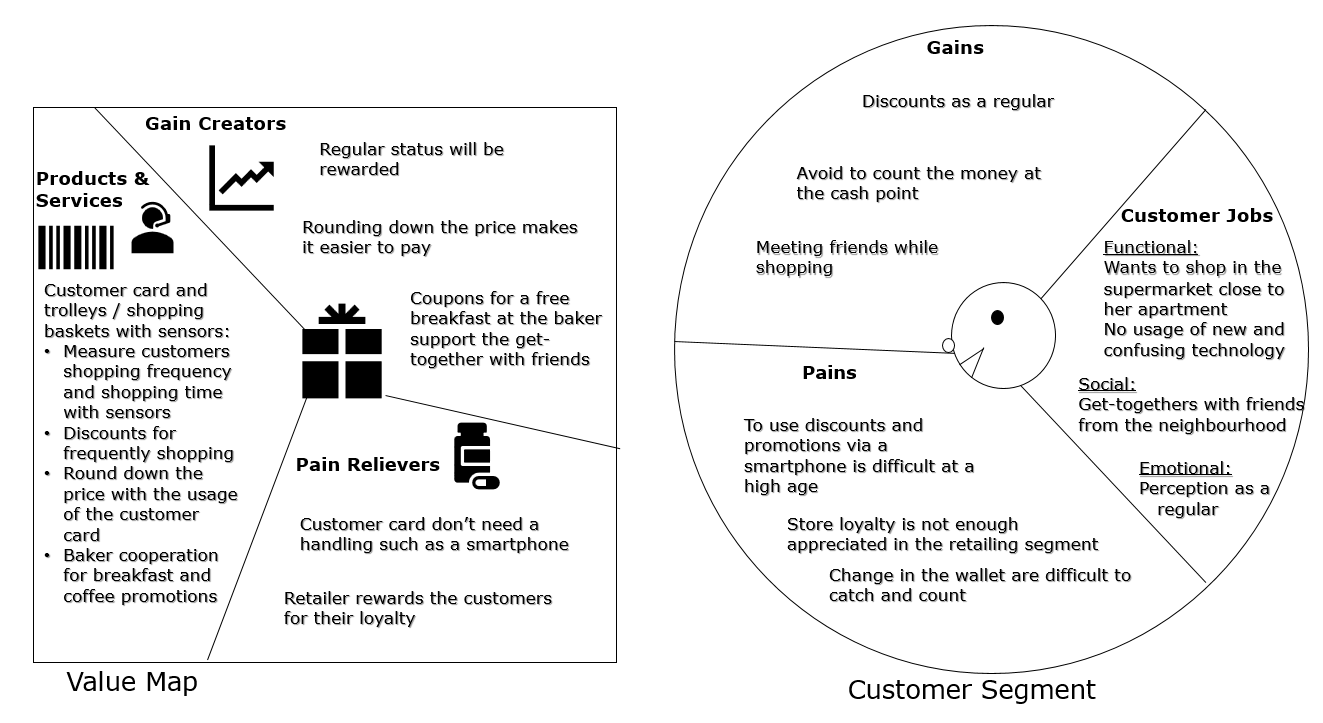 Gain Creators
Regular status will be
rewarded
Rounding down the price makes
it easier to pay
Coupons for a free
breakfast at the baker
support the get-
together with friends
Products &
Services
Customer card and
trolleys / shopping
baskets with sensors:
• Measure customers
shopping frequency
and shopping time
with sensors
• Discounts for
frequently shopping
• Round down the
price with the usage
of the customer
card
• Baker cooperation
for breakfast and
coffee promotions
Pain Relievers
Customer card don’t need a
handling such as a smartphone
Retailer rewards the customers
for their loyalty
Value Map
Gains
Discounts as a regular
Avoid to count the money at
the cash point
Meeting friends while
shopping
Customer Jobs
Functional:
Wants to shop in the
supermarket close to
her apartment
No usage of new and
confusing technology
Social:
Get-togethers with friends
from the neighbourhood
Emotional:
Perception as a
regular
Pains
To use discounts and
promotions via a
smartphone is difficult at a
high age
Store loyalty is not enough
appreciated in the retailing segment
Change in the wallet are difficult to
catch and count
Customer Segment